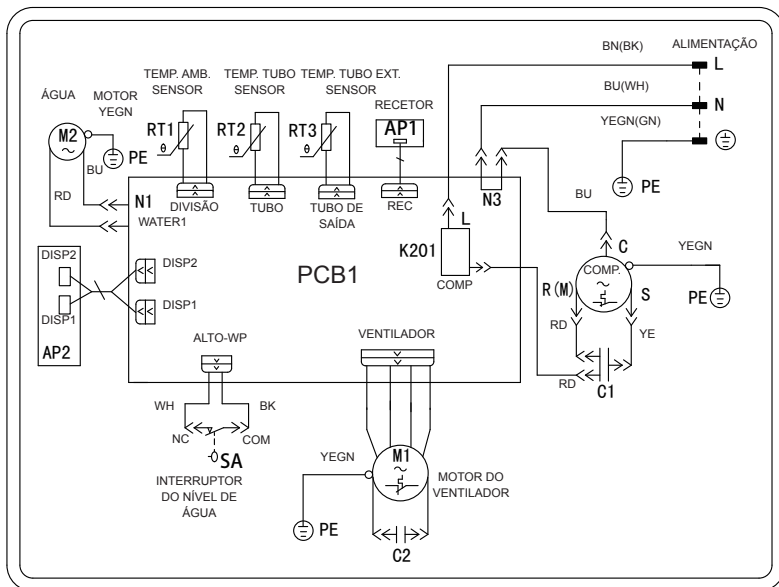 BN(BK)
ALIMENTAÇÃO
L
BU(WH)
N
YEGN(GN)
PE
TEMP. AMB.
SENSOR
TEMP. TUBO
SENSOR
TEMP. TUBO EXT.
SENSOR
RECETOR
AP1
ÁGUA
MOTOR
YEGN
M2
~
PE
BU
RD
RT1
θ
RT2
θ
RT3
θ
N1
WATER1
DIVISÃO
TUBO
TUBO DE
SAÍDA
REC
N3
L
K201
COMP
BU
C
YEGN
COMP.
~
PE
R(M)
S
RD
YE
RD
C1
DISP2
DISP1
AP2
DISP2
DISP1
PCB1
ALTO-WP
VENTILADOR
WH
BK
NC
COM
SA
INTERRUPTOR
DO NÍVEL DE
ÁGUA
YEGN
M1
~
MOTOR DO
VENTILADOR
PE
C2